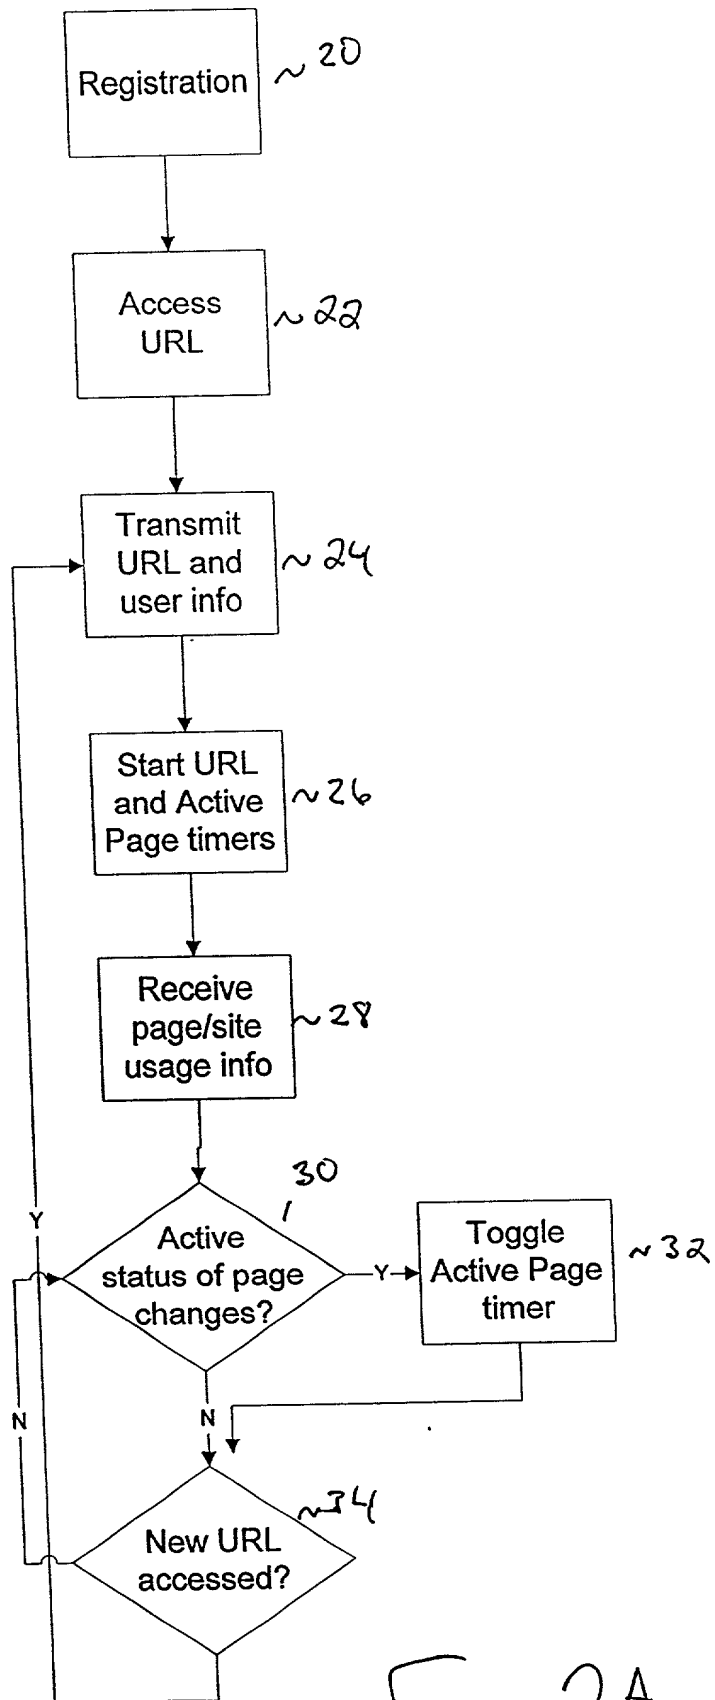 Registration
~ 20
Access
URL
~ 22
Transmit
URL and
user info
~ 24
Start URL
and Active
Page timers
~ 26
Receive
page/site
usage info
~ 28
30
Active
status of page
changes?
Y
Y
Toggle
Active Page
timer
~ 32
N
N
~34
New URL
accessed?
2A